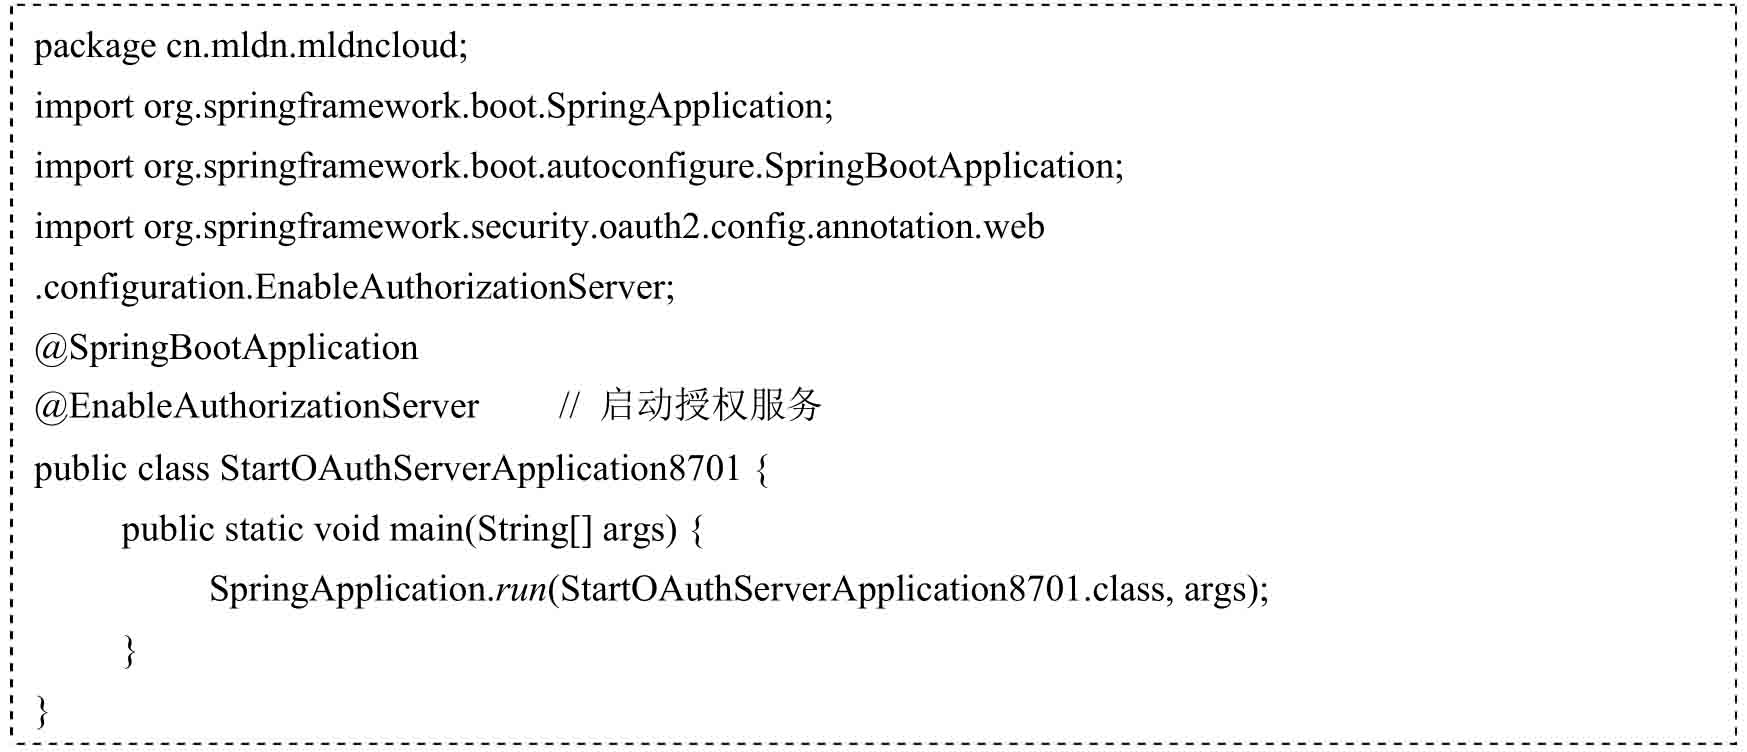 package cn.mldn.mldncloud;
import org.springframework.boot.SpringApplication;
import org.springframework.boot.autoconfigure.SpringBootApplication;
import org.springframework.security.oauth2.config.annotation.web
.configuration.EnableAuthorizationServer;
@SpringBootApplication
@EnableAuthorizationServer // 启动授权服务
public class StartOAuthServerApplication8701 {
public static void main(String[] args) {
SpringApplication.run(StartOAuthServerApplication8701.class, args);
}
}